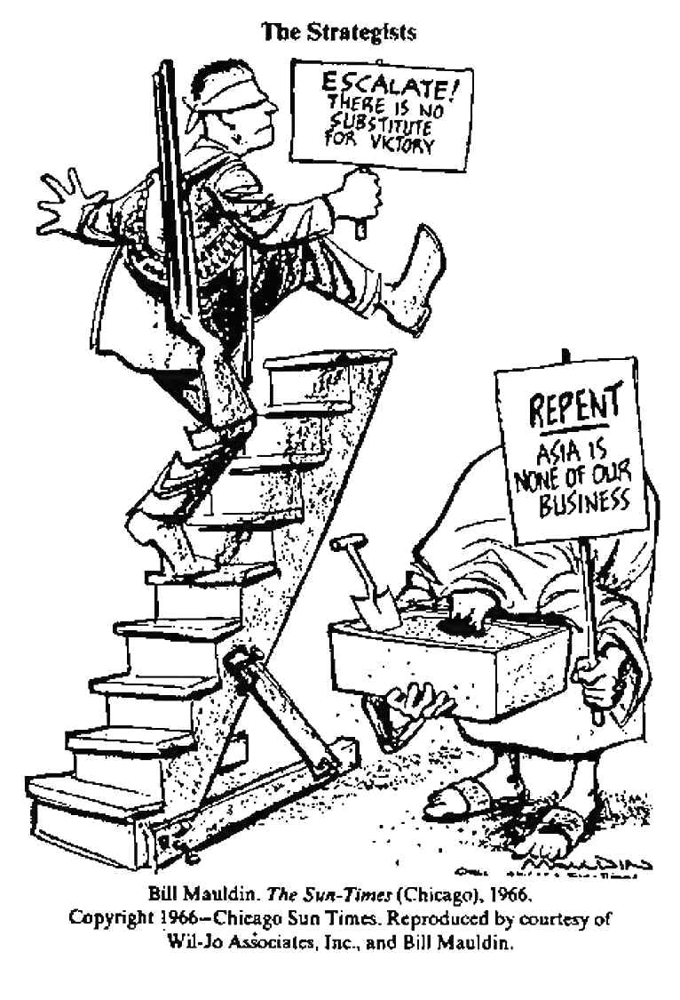 The Strategists
ESCALATE!
THERE IS NO
SUBSTITUTE
FOR VICTORY
REPENT
ASIA IS
NONE OF OUR
BUSINESS
MAULDIN
Bill Mauldin. The Sun-Times (Chicago), 1966.
Copyright 1966—Chicago Sun Times. Reproduced by courtesy of
Wil-Jo Associates, Inc., and Bill Mauldin.